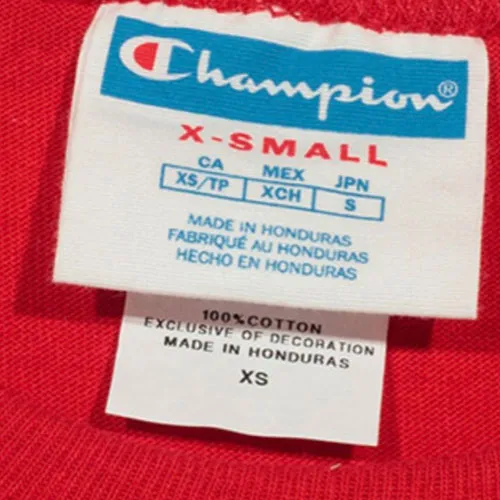 Champion®
X-SMALL
CA MEX JPN
XS/TP XCH S
MADE IN HONDURAS
FABRIQUÉ AU HONDURAS
HECHO EN HONDURAS
100%COTTON
EXCLUSIVE OF DECORATION
MADE IN HONDURAS
XS